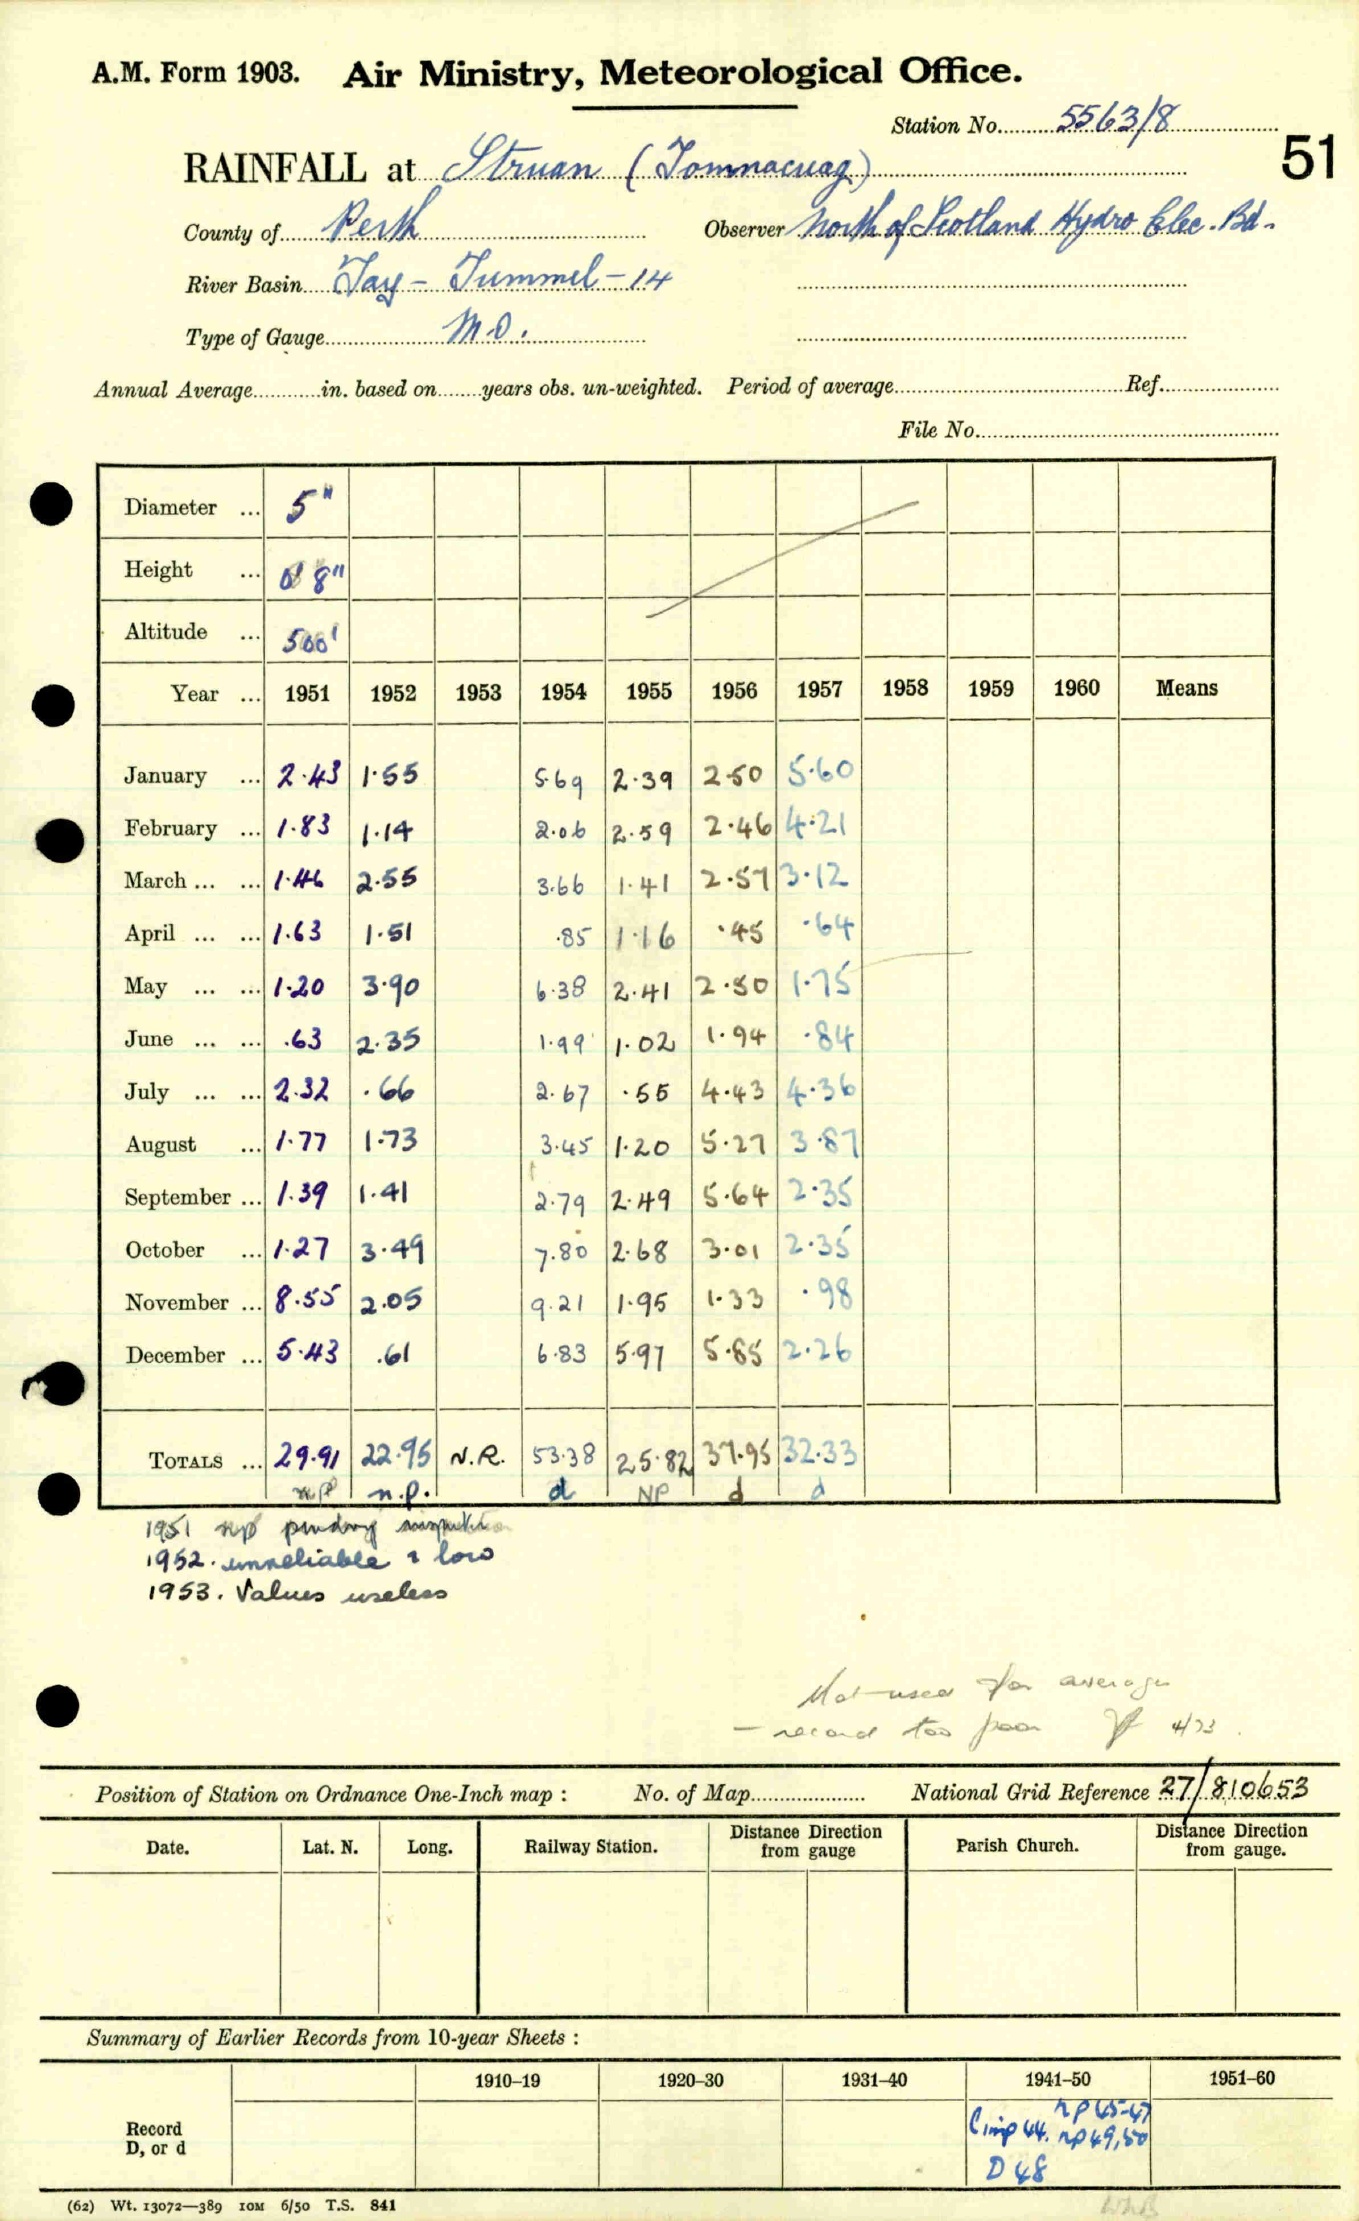 A.M. Form 1903. Air Ministry, Meteorological Office.
Station No. 5563/8
51
RAINFALL at Struan (Tomnacuag)
County of Perth Observer North of Scotland Hydro Elec. Bd.
River Basin Tay - Tummel - 14
Type of Gauge M.O.
Annual Average in. based on years obs. un-weighted. Period of average Ref.
File No.
Diameter ... 5"
Height ... 0' 8"
Altitude ... 500'
Year ... 1951 1952 1953 1954 1955 1956 1957 1958 1959 1960 Means
January ... 2.43 1.55 5.69 2.39 2.50 5.60
February ... 1.83 1.14 2.06 2.59 2.46 4.21
March ... ... 1.46 2.55 3.66 1.41 2.57 3.12
April ... ... 1.63 1.51 .85 1.16 .45 .64
May ... ... 1.20 3.90 6.38 2.41 2.50 1.75
June ... ... .63 2.35 1.99 1.02 1.94 .84
July ... ... 2.32 .66 2.67 .55 4.43 4.36
August ... 1.77 1.73 3.45 1.20 5.27 3.87
September ... 1.39 1.41 2.79 2.49 5.64 2.35
October ... 1.27 3.49 7.80 2.68 3.01 2.35
November ... 8.55 2.05 9.21 1.95 1.33 .98
December ... 5.43 .61 6.83 5.97 5.85 2.26
TOTALS ... 29.91 22.95 N.R. 53.38 25.82 37.95 32.33
np n.p. d NP d d
1951 np pending inspection
1952. unreliable & low
1953. Values useless
Not used for average
- record too poor 4/73.
Position of Station on Ordnance One-Inch map : No. of Map National Grid Reference 27/810653
Date. Lat. N. Long. Railway Station. Distance from Direction gauge Parish Church. Distance from Direction gauge.
Summary of Earlier Records from 10-year Sheets :
1910-19 1920-30 1931-40 1941-50 1951-60
Record D, or d
np 45-47
C imp 44. np 49,50
D 48
(62) Wt. 13072—389 10M 6/50 T.S. 841